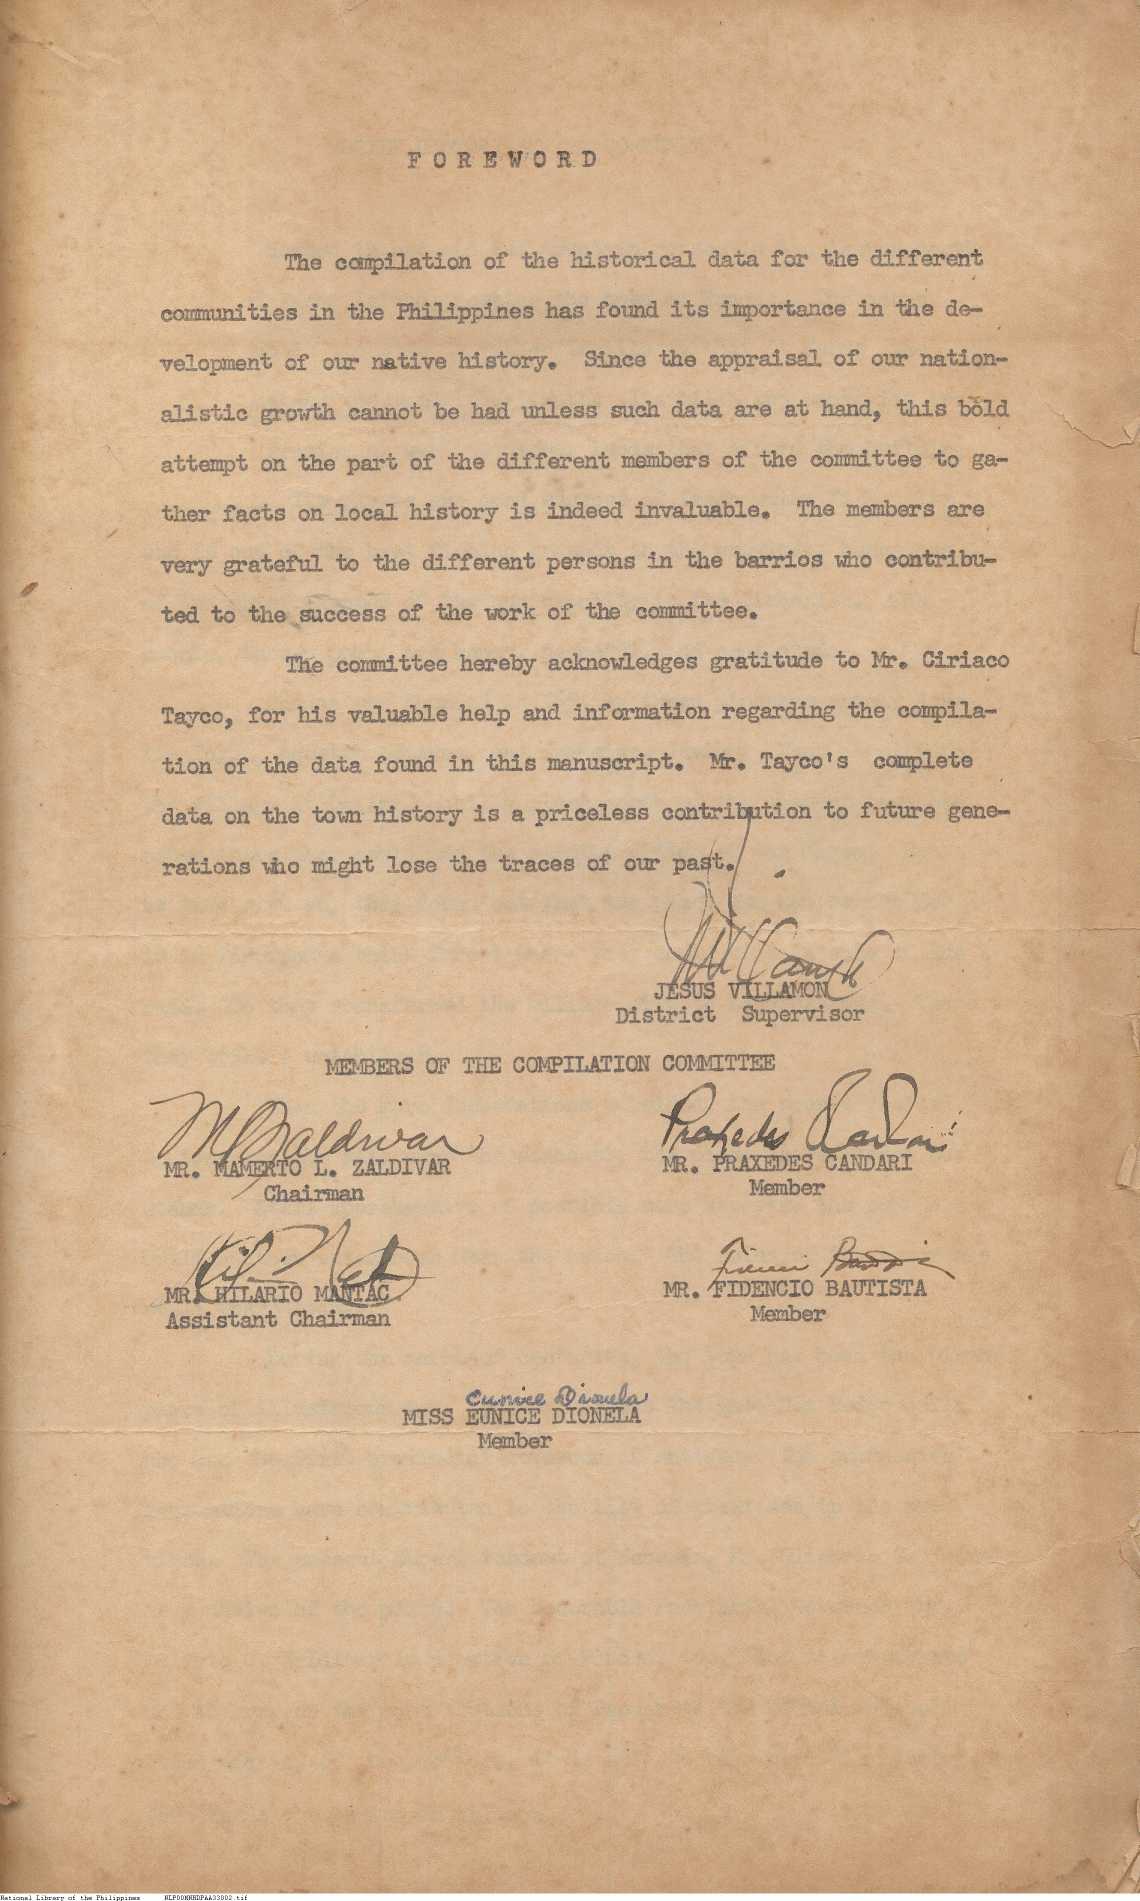 F O R E W O R D
The compilation of the historical data for the different
communities in the Philippines has found its importance in the de-
velopment of our native history. Since the appraisal of our nation-
alistic growth cannot be had unless such data are at hand, this bold
attempt on the part of the different members of the committee to ga-
ther facts on local history is indeed invaluable. The members are
very grateful to the different persons in the barrios who contribu-
ted to the success of the work of the committee.
The committee hereby acknowledges gratitude to Mr. Ciriaco
Tayco, for his valuable help and information regarding the compila-
tion of the data found in this manuscript. Mr. Tayco's complete
data on the town history is a priceless contribution to future gene-
rations who might lose the traces of our past.
JESUS VILLAMON
District Supervisor
MEMBERS OF THE COMPILATION COMMITTEE
M L Zaldivar
MR. MAMERTO L. ZALDIVAR
Chairman
Praxedes Candari
MR. PRAXEDES CANDARI
Member
MR. HILARIO MANTAC
Assistant Chairman
MR. FIDENCIO BAUTISTA
Member
Eunice Dionela
MISS EUNICE DIONELA
Member
National Library of the Philippines NLPOONHDPAA33002.tif